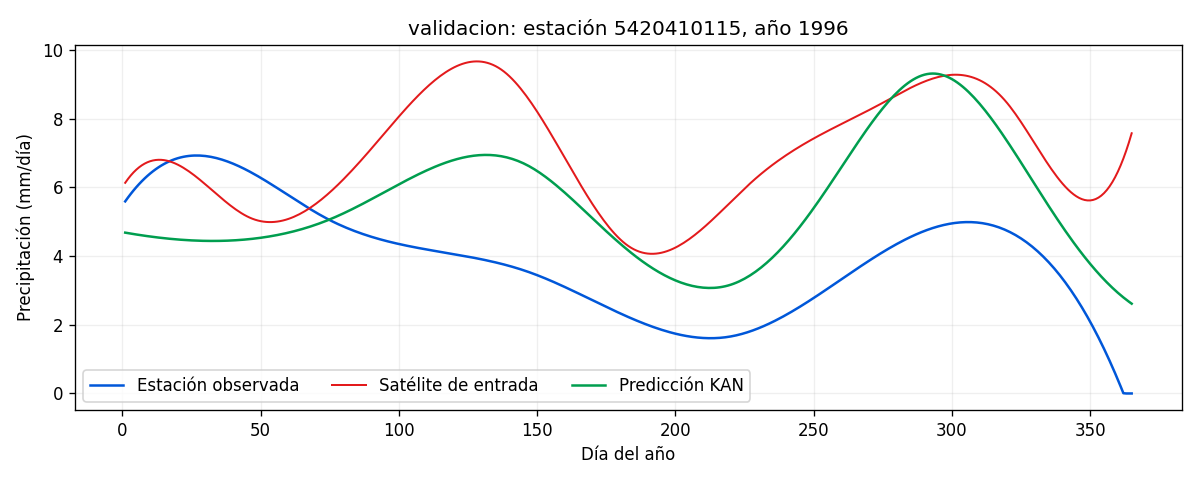 validacion: estación 5420410115, año 1996
Precipitación (mm/día)
10
8
6
4
2
0
Estación observada
Satélite de entrada
Predicción KAN
0 50 100 150 200 250 300 350
Día del año